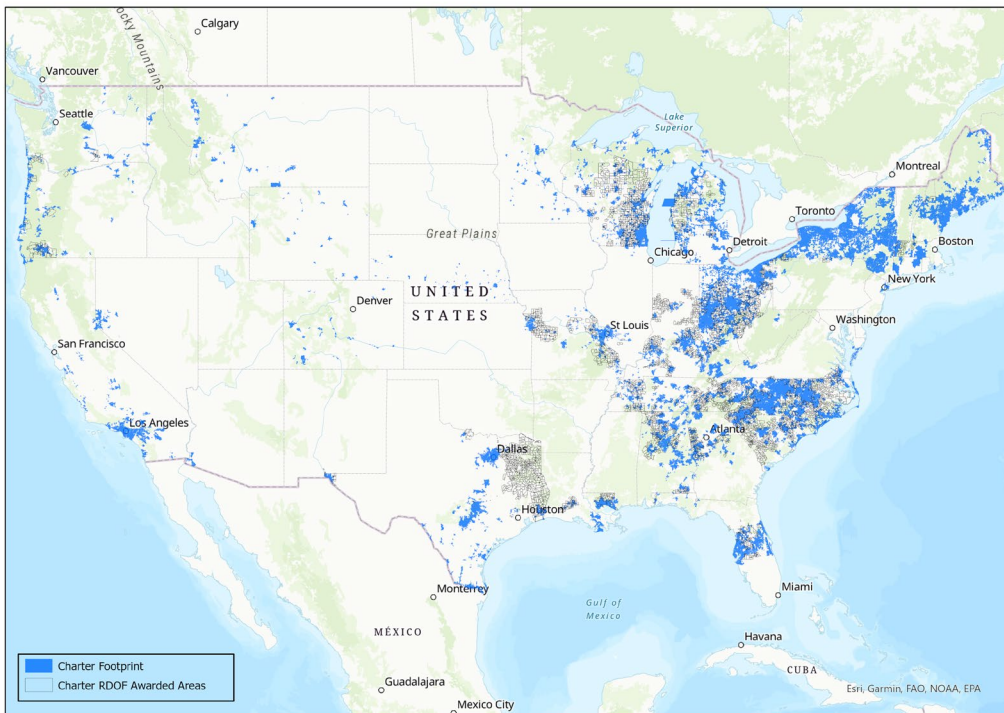 Calgary
ocky Mountains
Vancouver
Seattle
Lake
Superior
Montreal
Toronto
Great Plains
Detroit
Boston
Chicago
New York
UNITED
STATES
Denver
St Louis
Washington
San Francisco
Los Angeles
Atlanta
Dallas
Houston
Monterrey
Miami
Gulf of
Mexico
MÉXICO
Havana
CUBA
Charter Footprint
Charter RDOF Awarded Areas
Guadalajara
Esri, Garmin, FAO, NOAA, EPA
Mexico City